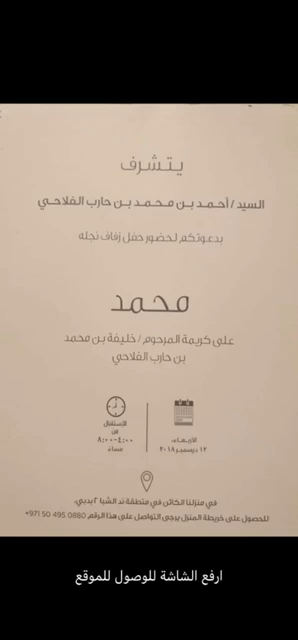 يتشرف
السيد / أحمد بن محمد بن حارب الفلاحي
بدعوتكم لحضور حفل زفاف نجله
محمد
على كريمة المرحوم / خليفة بن محمد
بن حارب الفلاحي
الإستقبال
من
٤:٠٠-٨:٠٠
مساءً
الأربعاء،
١٢ ديسمبر ٢٠١٨
في منزلنا الكائن في منطقة ند الشبا ٢ بدبي.
للحصول على خريطة المنزل يرجى التواصل على هذا الرقم 0880 495 50 971+
ارفع الشاشة للوصول للموقع